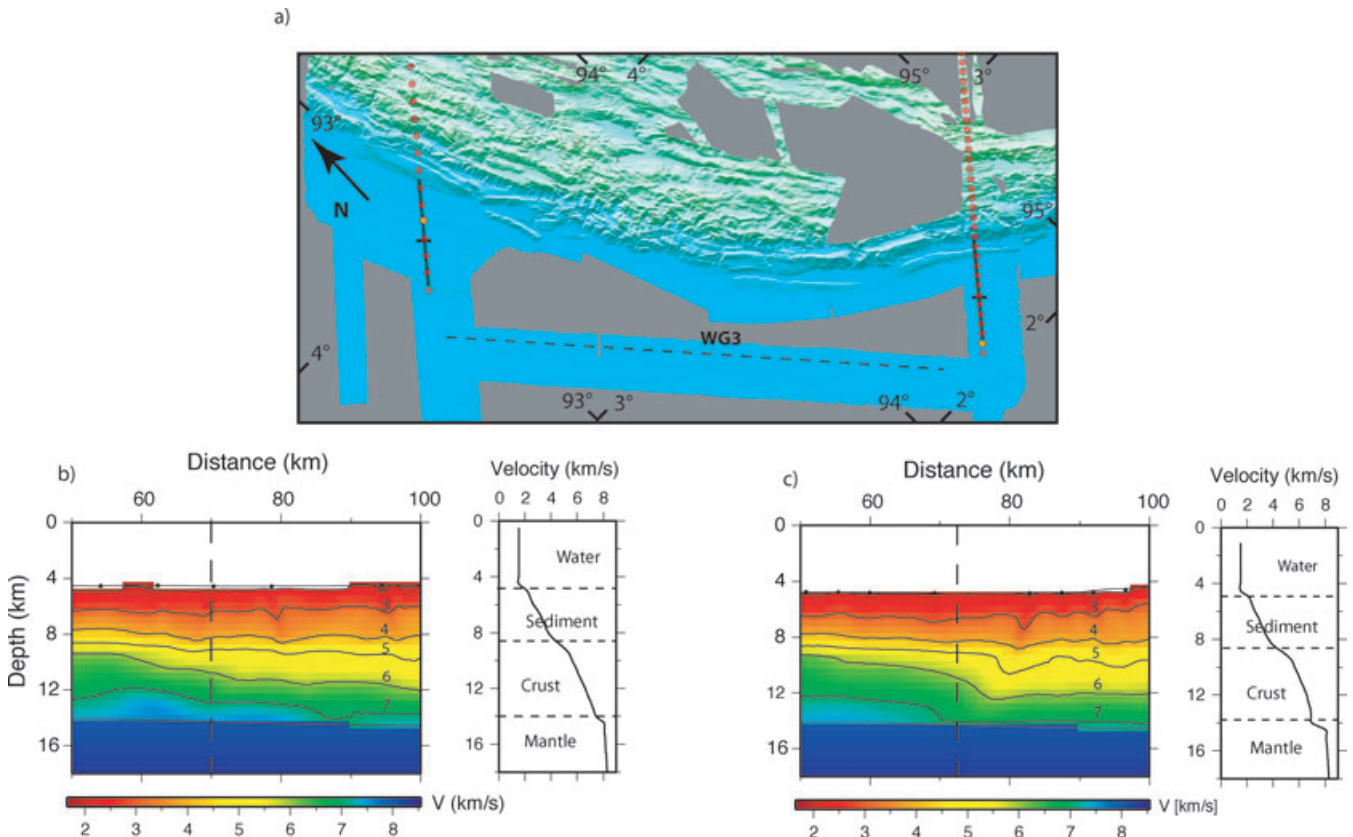 a)
94° 4° 95° 3°
93°
N
95°
WG3
2°
4°
93° 3° 94° 2°
b) Distance (km) Velocity (km/s)
60 80 100 0 2 4 6 8
Depth (km)
0 0
4 4
8 8
12 12
16 16
3
4
5
6
7
Water
Sediment
Crust
Mantle
V (km/s)
2 3 4 5 6 7 8
c) Distance (km) Velocity (km/s)
60 80 100 0 2 4 6 8
0 0
4 4
8 8
12 12
16 16
3
4
5
6
7
Water
Sediment
Crust
Mantle
V [km/s]
2 3 4 5 6 7 8